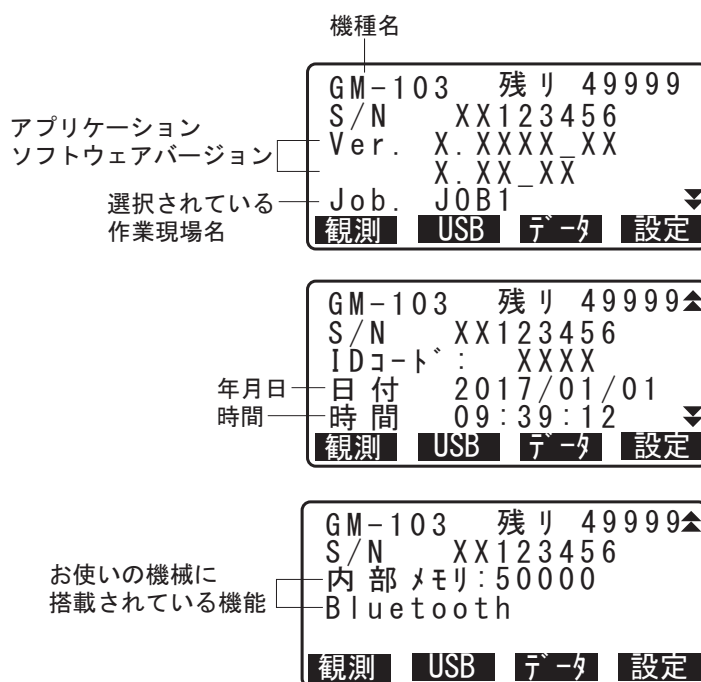 機種名
GM-103 残リ 49999
S/N XX123456
アプリケーション
ソフトウェアバージョン
Ver. X.XXXX_XX
X.XX_XX
選択されている
作業現場名
Job. JOB1
観測 USB データ 設定
GM-103 残リ 49999
S/N XX123456
IDコード: XXXX
年月日
日付 2017/01/01
時間
時間 09:39:12
観測 USB データ 設定
GM-103 残リ 49999
S/N XX123456
お使いの機械に
搭載されている機能
内部メモリ:50000
Bluetooth
観測 USB データ 設定